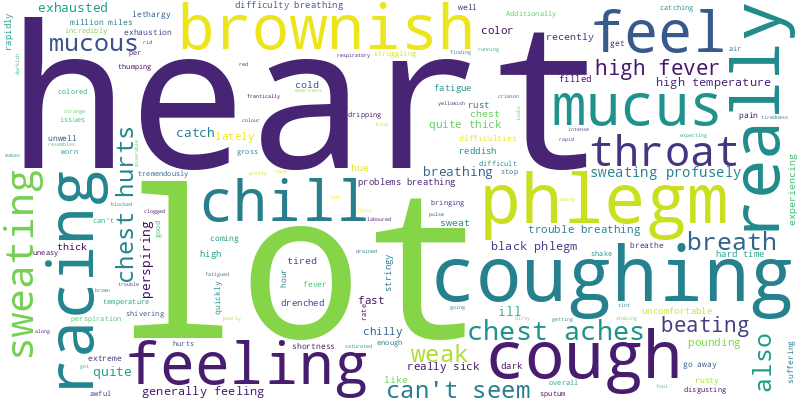 heart
lot
brownish
feel
really
phlegm
coughing
mucus
throat
racing
sweating
chill
feeling
cough
mucous
exhausted
rapidly
million miles
incredibly
lethargy
exhaustion
thumping
rid
per
difficulty breathing
well
color
Additionally
recently
catching
get
air
respiratory
struggling
finding
running
red
frantically
colour
dripping
filled
high fever
high temperature
cold
fatigue
chest
quite thick
rust
crimson
yellowish
intense
rapid
pain
tiredness
expecting
colored
strange
issues
unwell
resembles
worn
makes
darkish
chest hurts
catch
lately
gross
tremendously
hue
problems breathing
reddish
difficulties
difficult
stop
breathing
sweating profusely
experiencing
blocked
clogged
can't
good
perspiring
coming
high
fatigued
quickly
tired
hour
fever
drenched
laboured
bringing
pulse
sweat
drained
stringy
trouble breathing
black phlegm
shake
breathe
breath
hard time
uneasy
thick
trouble
brown
temperature
perspiration
shivering
poorly
fast
rate
going
ill
tint
uncomfortable
along
got
hurts
shortness
saturated
chilly
enough
dirty
getting
shaking
chest aches
beating
pounding
also
suffering
extreme
quite
awful
generally feeling
weak
really sick
dark
like
can't seem
overall
sputum
foul
go away
rusty
disgusting